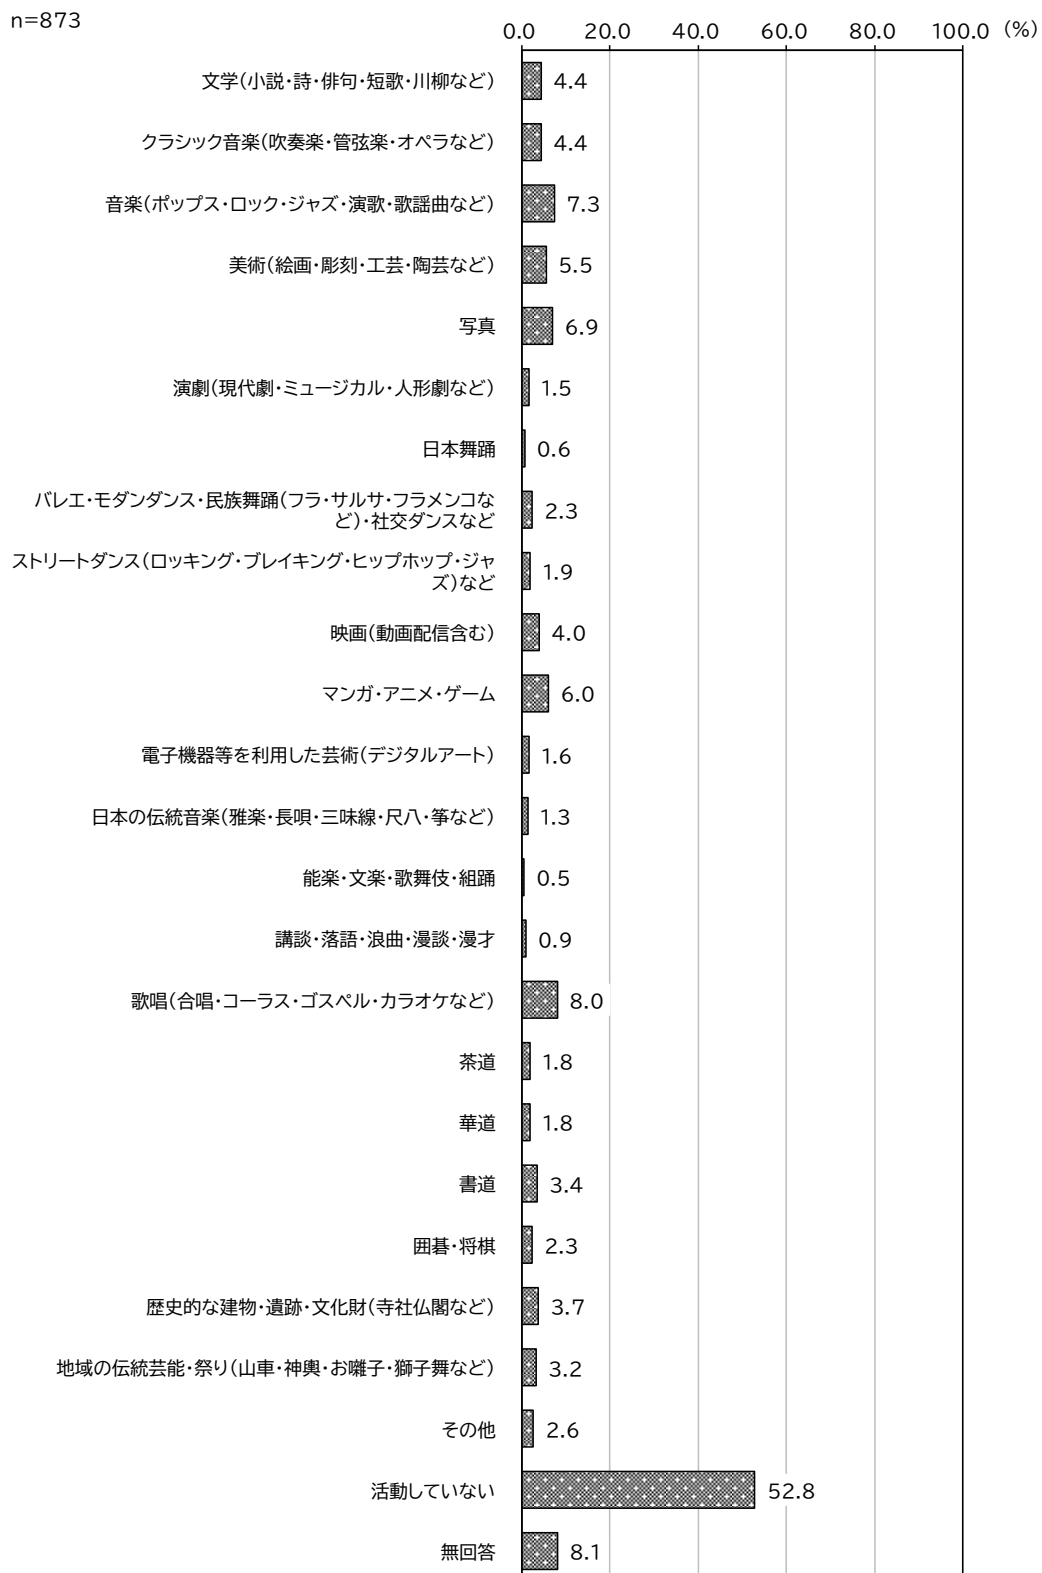 n=873
0.0 20.0 40.0 60.0 80.0 100.0 (%)
文学(小説・詩・俳句・短歌・川柳など) 4.4
クラシック音楽(吹奏楽・管弦楽・オペラなど) 4.4
音楽(ポップス・ロック・ジャズ・演歌・歌謡曲など) 7.3
美術(絵画・彫刻・工芸・陶芸など) 5.5
写真 6.9
演劇(現代劇・ミュージカル・人形劇など) 1.5
日本舞踊 0.6
バレエ・モダンダンス・民族舞踊(フラ・サルサ・フラメンコな
ど)・社交ダンスなど 2.3
ストリートダンス(ロッキング・ブレイキング・ヒップホップ・ジャ
ズ)など 1.9
映画(動画配信含む) 4.0
マンガ・アニメ・ゲーム 6.0
電子機器等を利用した芸術(デジタルアート) 1.6
日本の伝統音楽(雅楽・長唄・三味線・尺八・箏など) 1.3
能楽・文楽・歌舞伎・組踊 0.5
講談・落語・浪曲・漫談・漫才 0.9
歌唱(合唱・コーラス・ゴスペル・カラオケなど) 8.0
茶道 1.8
華道 1.8
書道 3.4
囲碁・将棋 2.3
歴史的な建物・遺跡・文化財(寺社仏閣など) 3.7
地域の伝統芸能・祭り(山車・神輿・お囃子・獅子舞など) 3.2
その他 2.6
活動していない 52.8
無回答 8.1